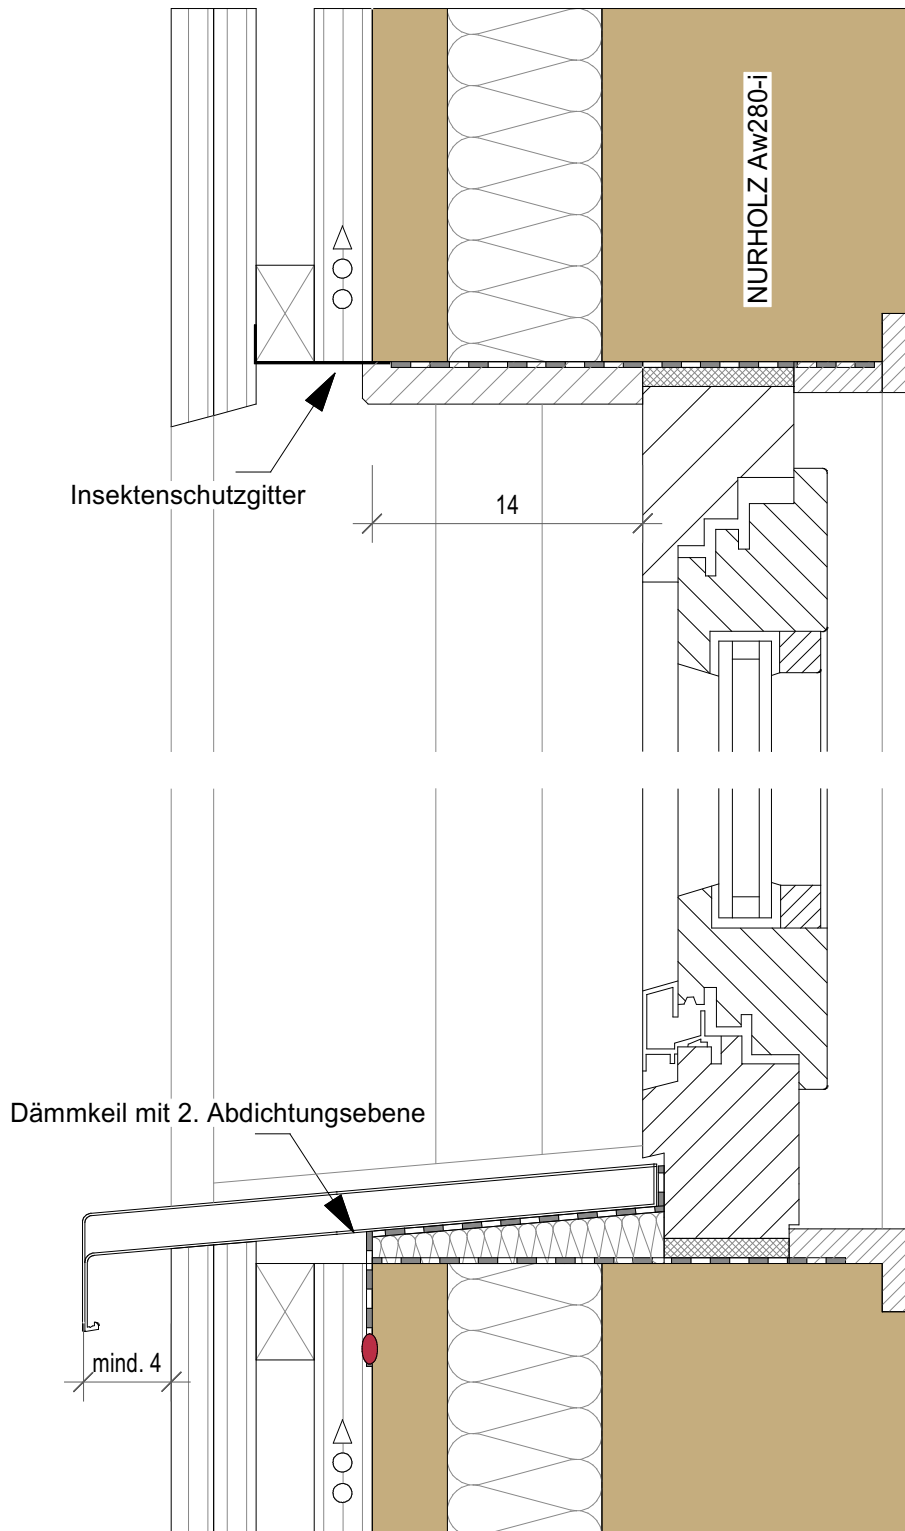 NURHOLZ Aw280-i
Insektenschutzgitter
14
Dämmkeil mit 2. Abdichtungsebene
mind. 4